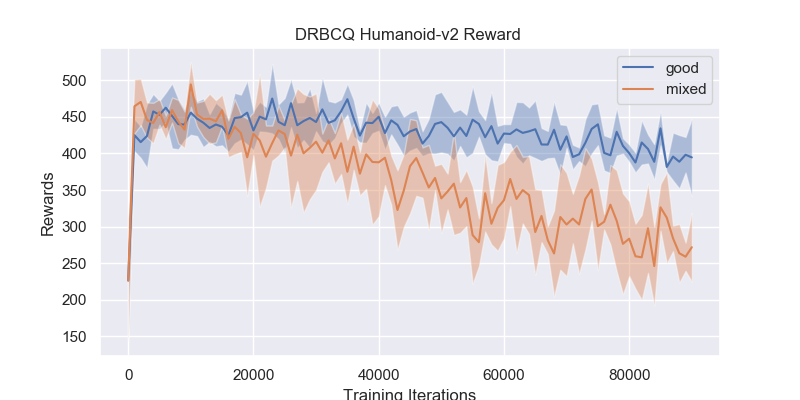 DRBCQ Humanoid-v2 Reward
good
mixed
Rewards
500
450
400
350
300
250
200
150
0 20000 40000 60000 80000
Training Iterations